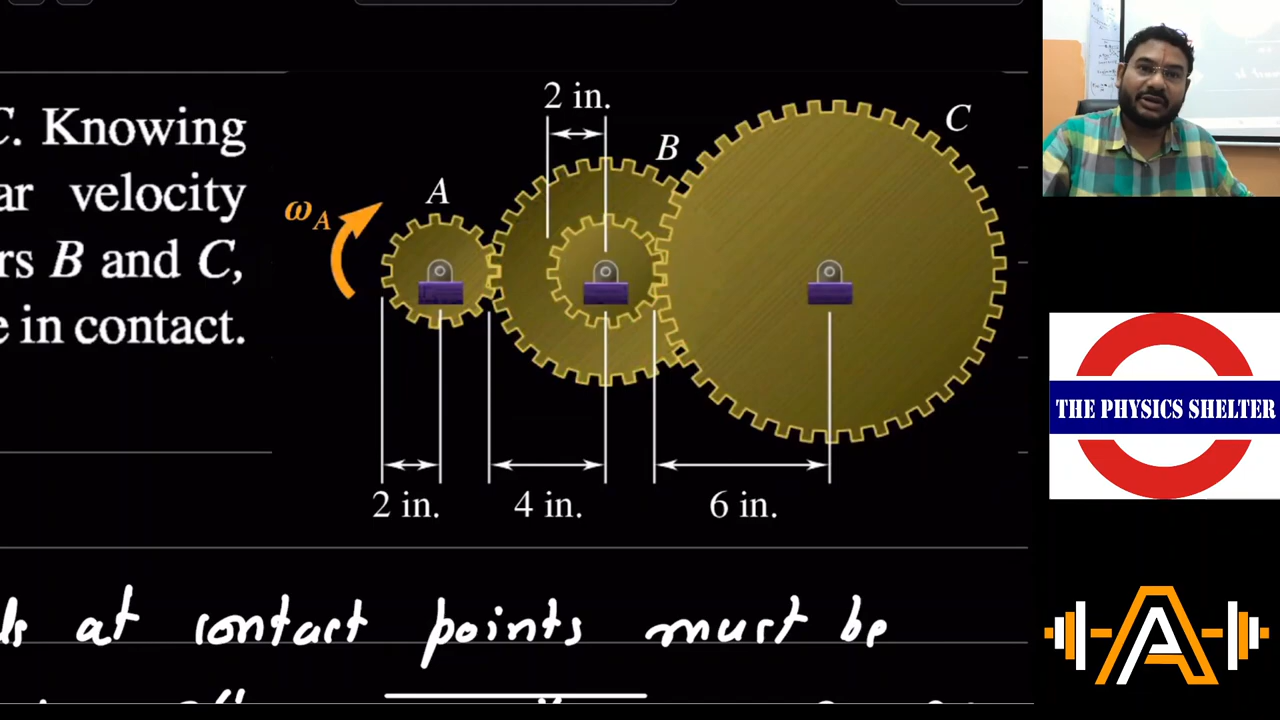 C. Knowing
ar velocity
rs B and C,
e in contact.
2 in.
B
C
A
ωA
2 in.
4 in.
6 in.
at contact points must be
THE PHYSICS SHELTER
A